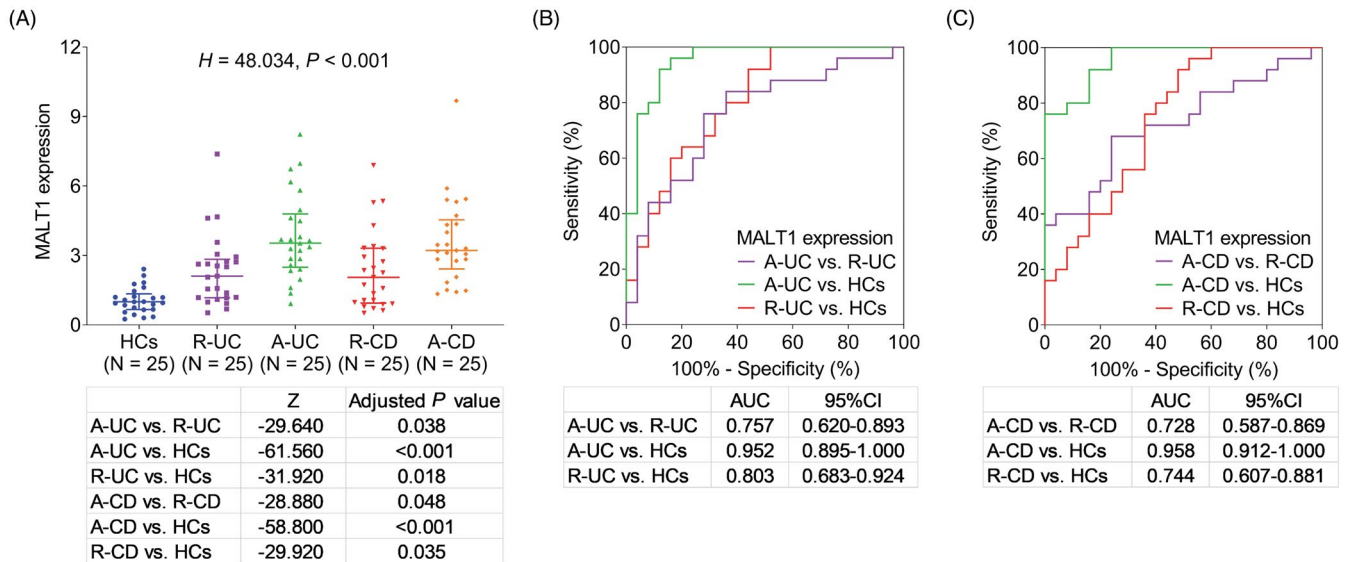 (A)
12
9
6
3
0
MALT1 expression
H = 48.034, P < 0.001
HCs R-UC A-UC R-CD A-CD
(N = 25) (N = 25) (N = 25) (N = 25) (N = 25)
Z Adjusted P value
A-UC vs. R-UC -29.640 0.038
A-UC vs. HCs -61.560 <0.001
R-UC vs. HCs -31.920 0.018
A-CD vs. R-CD -28.880 0.048
A-CD vs. HCs -58.800 <0.001
R-CD vs. HCs -29.920 0.035
(B)
100
80
60
40
20
0
Sensitivity (%)
MALT1 expression
A-UC vs. R-UC
A-UC vs. HCs
R-UC vs. HCs
0 20 40 60 80 100
100% - Specificity (%)
AUC 95%CI
A-UC vs. R-UC 0.757 0.620-0.893
A-UC vs. HCs 0.952 0.895-1.000
R-UC vs. HCs 0.803 0.683-0.924
(C)
100
80
60
40
20
0
Sensitivity (%)
MALT1 expression
A-CD vs. R-CD
A-CD vs. HCs
R-CD vs. HCs
0 20 40 60 80 100
100% - Specificity (%)
AUC 95%CI
A-CD vs. R-CD 0.728 0.587-0.869
A-CD vs. HCs 0.958 0.912-1.000
R-CD vs. HCs 0.744 0.607-0.881